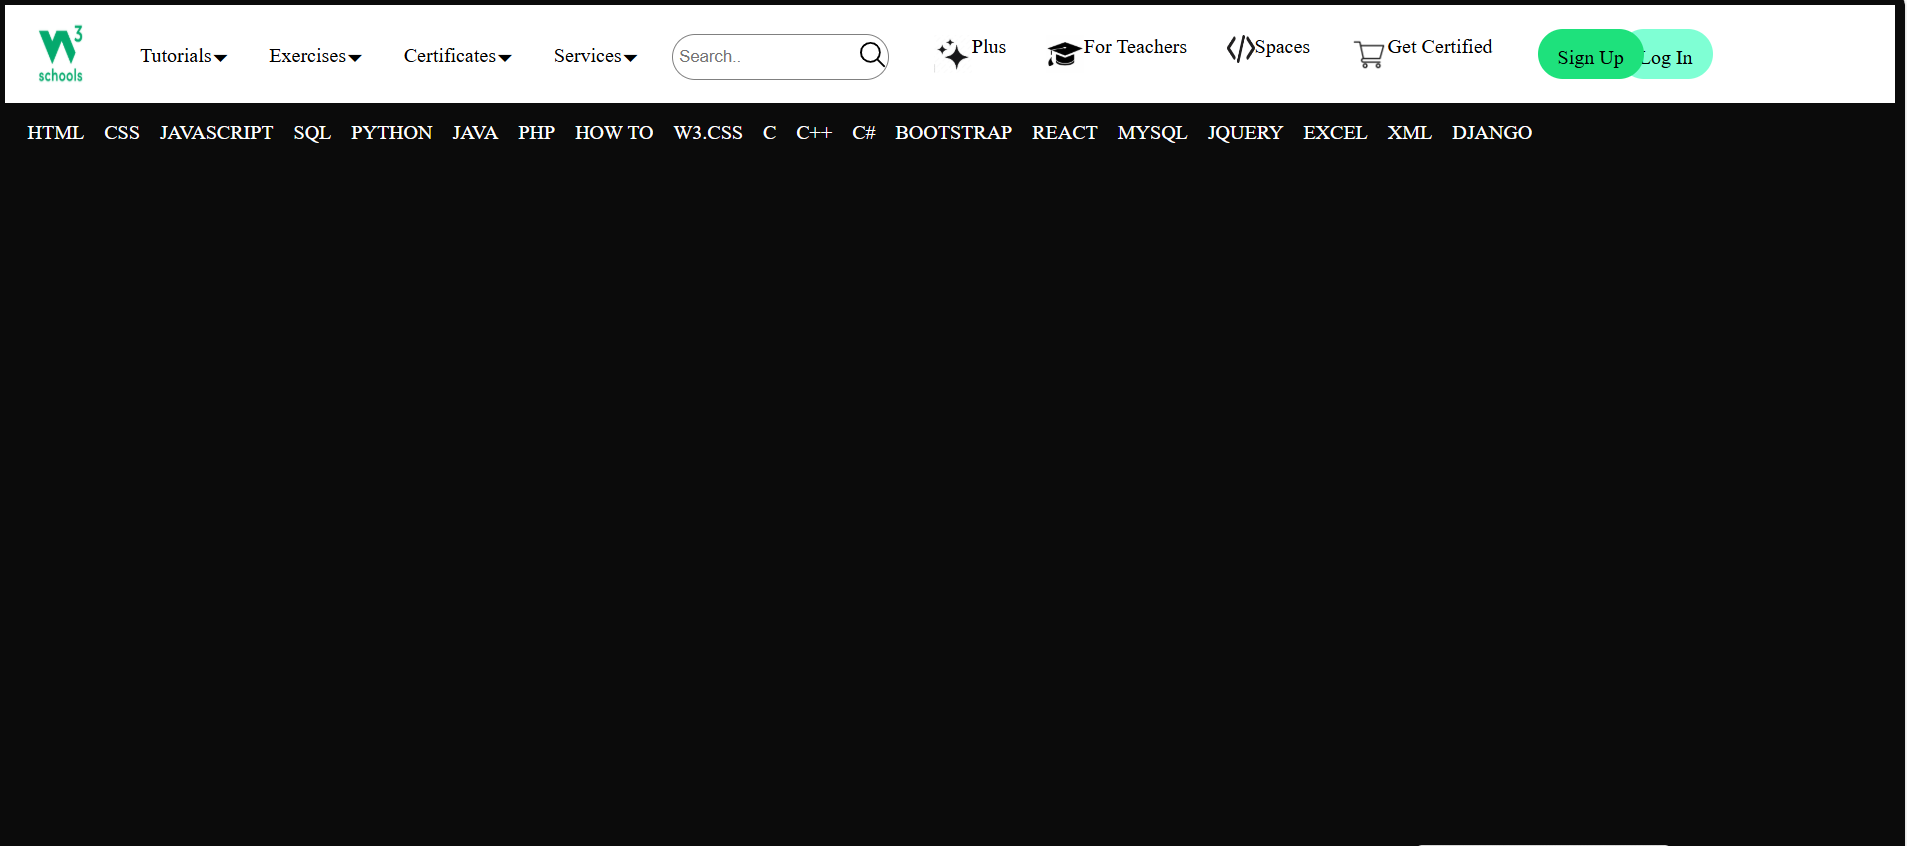 W3 schools Tutorials Exercises Certificates Services Search.. Plus For Teachers </>Spaces Get Certified Sign Up Log In
HTML CSS JAVASCRIPT SQL PYTHON JAVA PHP HOW TO W3.CSS C C++ C# BOOTSTRAP REACT MYSQL JQUERY EXCEL XML DJANGO